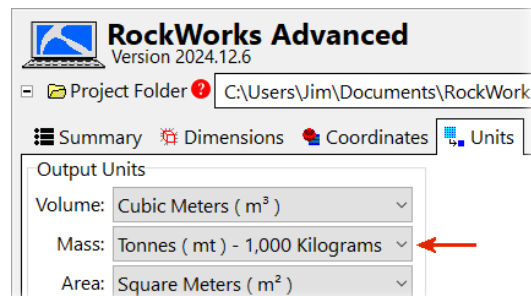 RockWorks Advanced
Version 2024.12.6
Project Folder ? C:\Users\Jim\Documents\RockWork
Summary Dimensions Coordinates Units
Output Units
Volume: Cubic Meters ( m³ )
Mass: Tonnes ( mt ) - 1,000 Kilograms
Area: Square Meters ( m² )